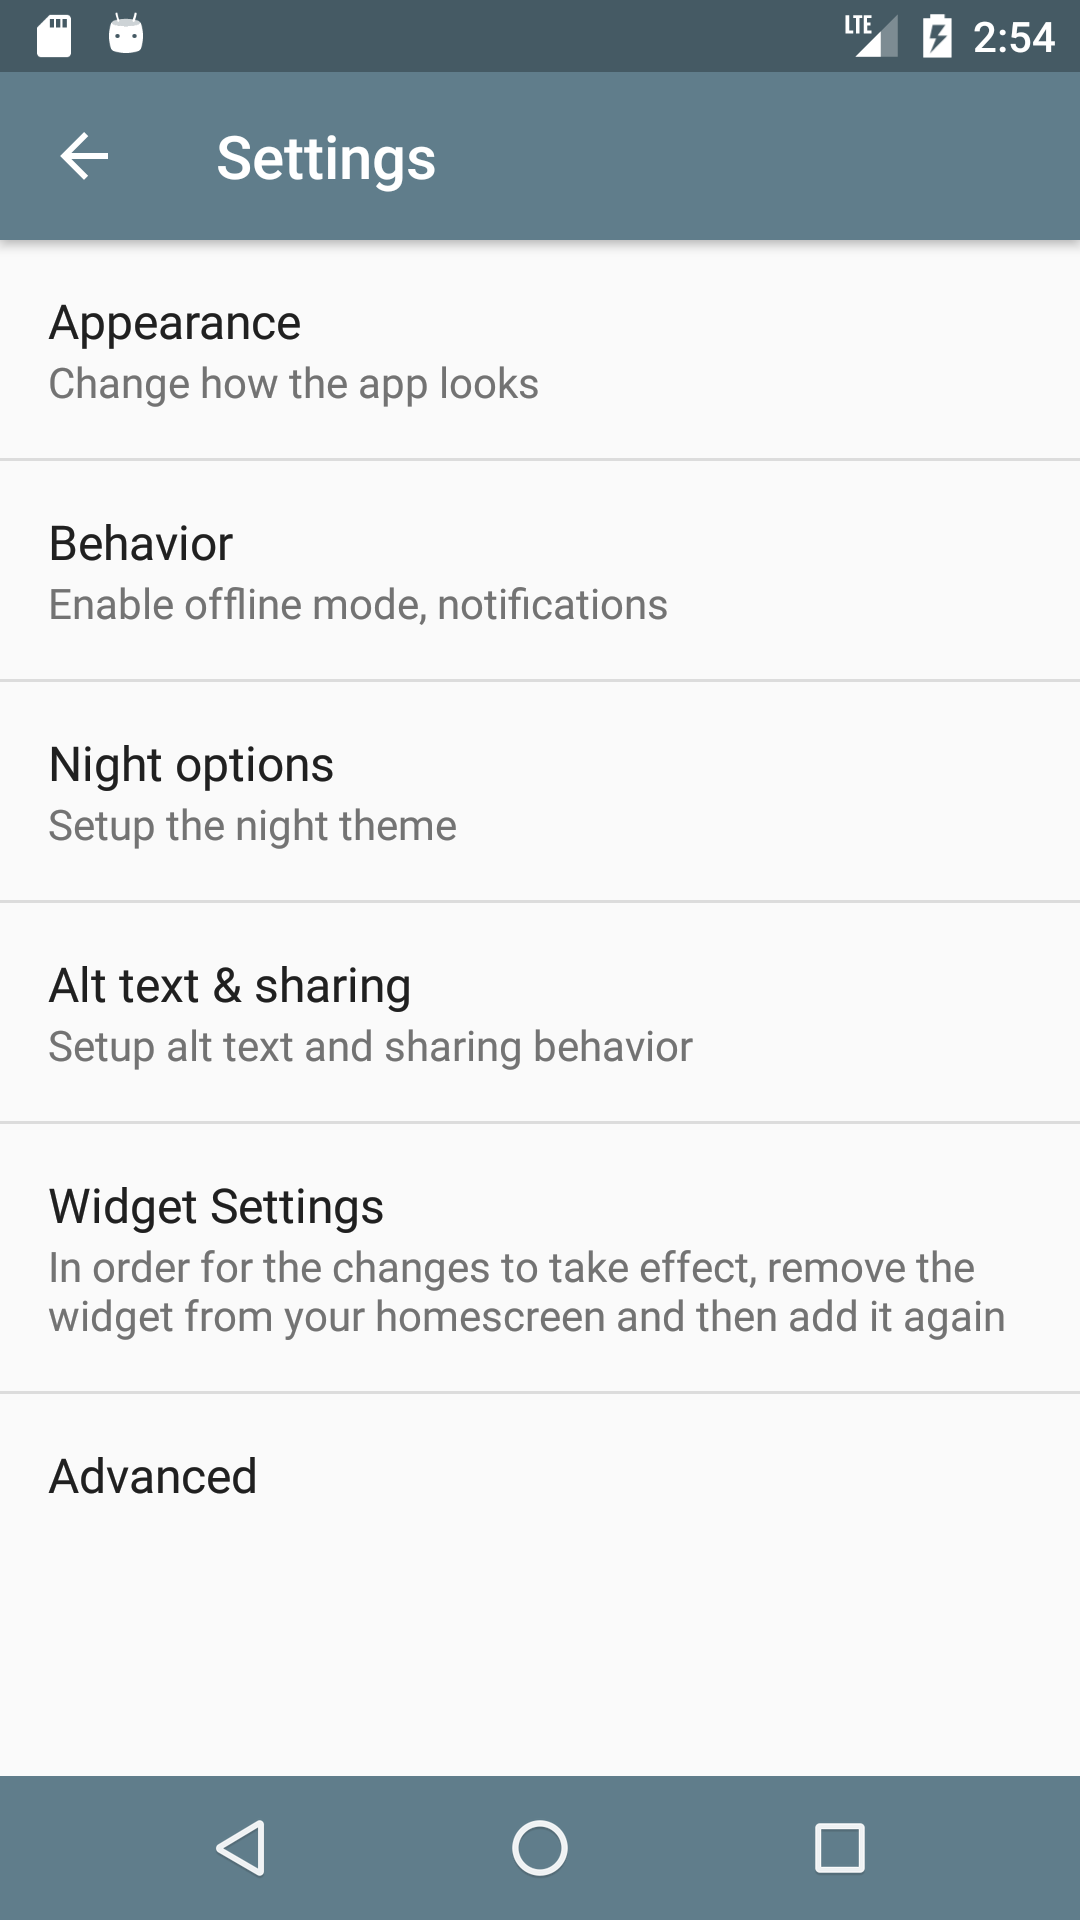 LTE 2:54
Settings
Appearance
Change how the app looks
Behavior
Enable offline mode, notifications
Night options
Setup the night theme
Alt text & sharing
Setup alt text and sharing behavior
Widget Settings
In order for the changes to take effect, remove the
widget from your homescreen and then add it again
Advanced